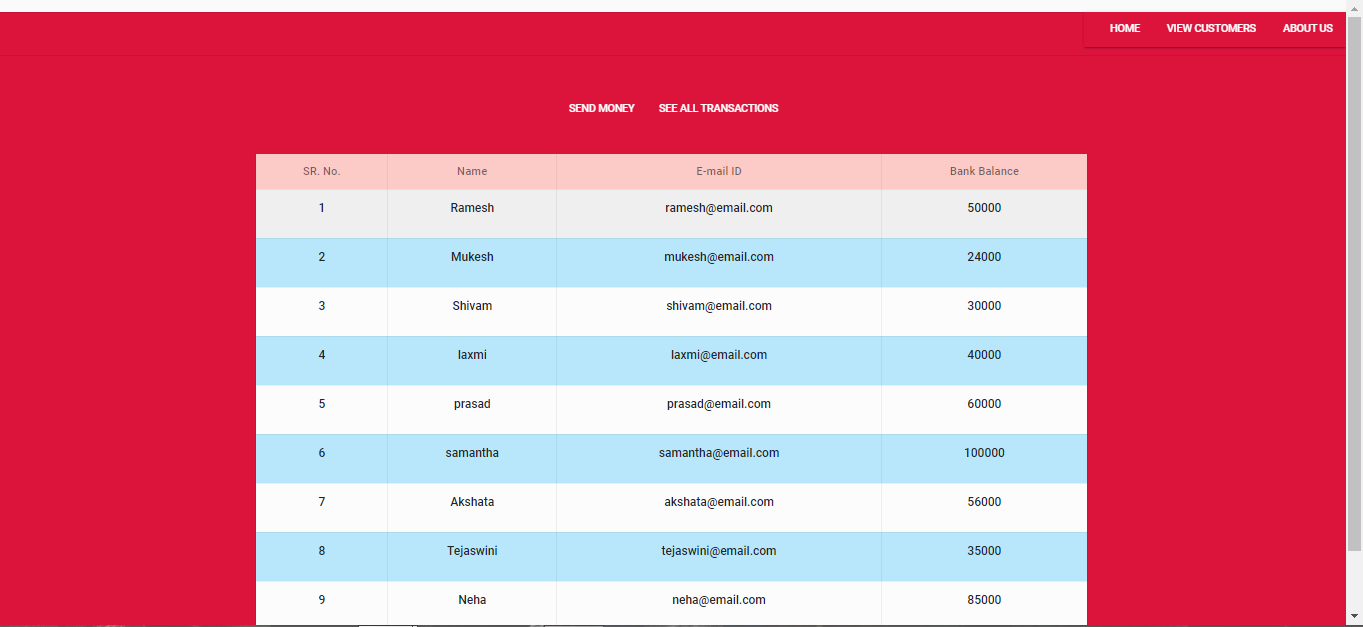 HOME VIEW CUSTOMERS ABOUT US
SEND MONEY SEE ALL TRANSACTIONS
SR. No. Name E-mail ID Bank Balance
1 Ramesh ramesh@email.com 50000
2 Mukesh mukesh@email.com 24000
3 Shivam shivam@email.com 30000
4 laxmi laxmi@email.com 40000
5 prasad prasad@email.com 60000
6 samantha samantha@email.com 100000
7 Akshata akshata@email.com 56000
8 Tejaswini tejaswini@email.com 35000
9 Neha neha@email.com 85000